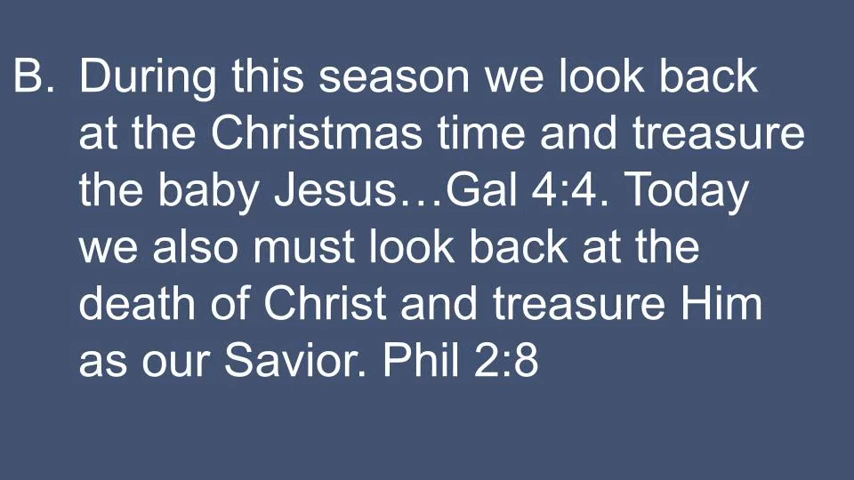 B. During this season we look back
at the Christmas time and treasure
the baby Jesus…Gal 4:4. Today
we also must look back at the
death of Christ and treasure Him
as our Savior. Phil 2:8